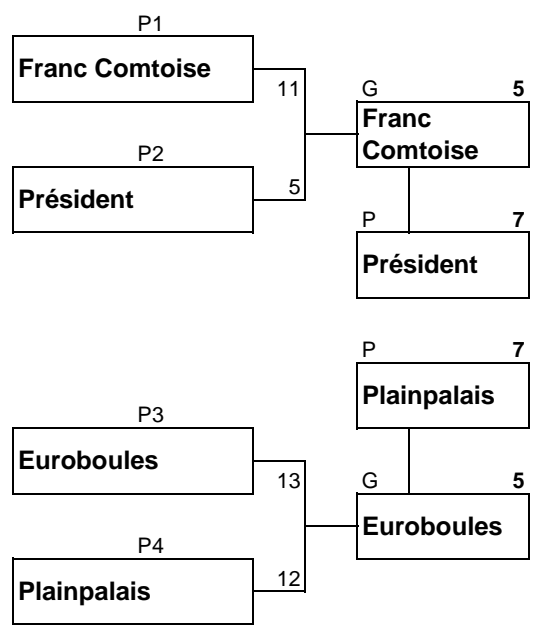 P1
Franc Comtoise
11
G 5
Franc
Comtoise
P2
Président
5
P 7
Président
P 7
Plainpalais
P3
Euroboules
13
G 5
Euroboules
P4
Plainpalais
12